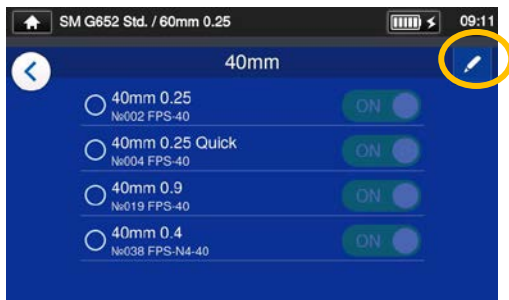 SM G652 Std. / 60mm 0.25 09:11
40mm
40mm 0.25 ON
№002 FPS-40
40mm 0.25 Quick ON
№004 FPS-40
40mm 0.9 ON
№019 FPS-40
40mm 0.4 ON
№038 FPS-N4-40